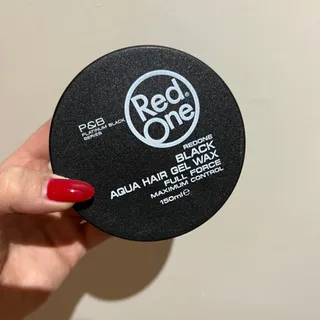 P&B
PLATINUM BLACK
SERIES
Red
One
REDONE
BLACK
AQUA HAIR GEL WAX
FULL FORCE
MAXIMUM CONTROL
150ml e